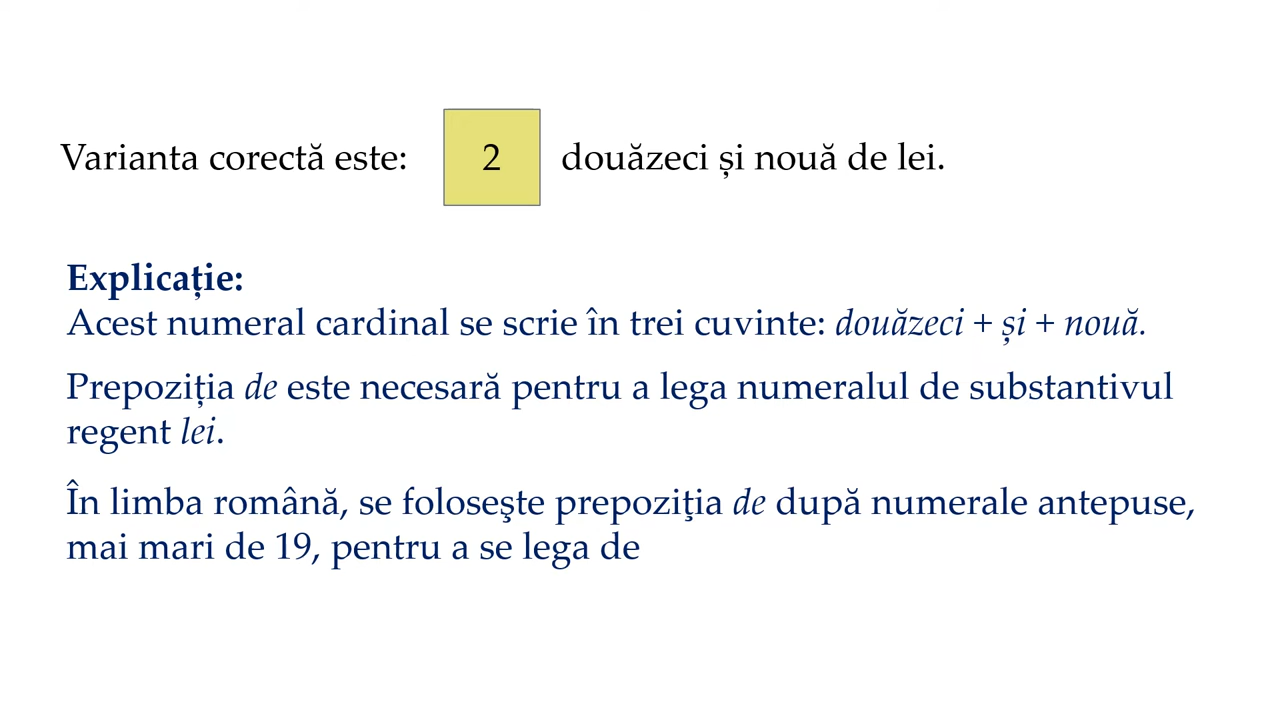 Varianta corectă este: 2 douăzeci și nouă de lei.
Explicație:
Acest numeral cardinal se scrie în trei cuvinte: douăzeci + și + nouă.
Prepoziția de este necesară pentru a lega numeralul de substantivul
regent lei.
În limba română, se foloseşte prepoziţia de după numerale antepuse,
mai mari de 19, pentru a se lega de